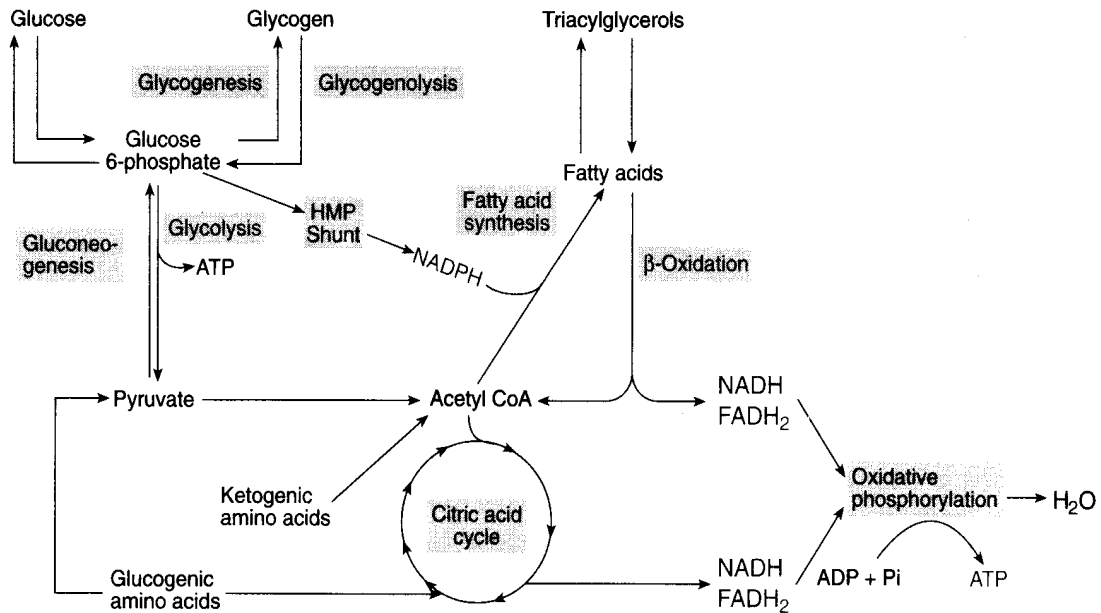 Glucose
Glycogen
Triacylglycerols
Glycogenesis
Glycogenolysis
Glucose
6-phosphate
Fatty acids
HMP
Shunt
Fatty acid
synthesis
Glycolysis
Gluconeo-
genesis
ATP
NADPH
β-Oxidation
Pyruvate
Acetyl CoA
NADH
FADH₂
Ketogenic
amino acids
Citric acid
cycle
Oxidative
phosphorylation
H₂O
Glucogenic
amino acids
NADH
FADH₂
ADP + Pi
ATP